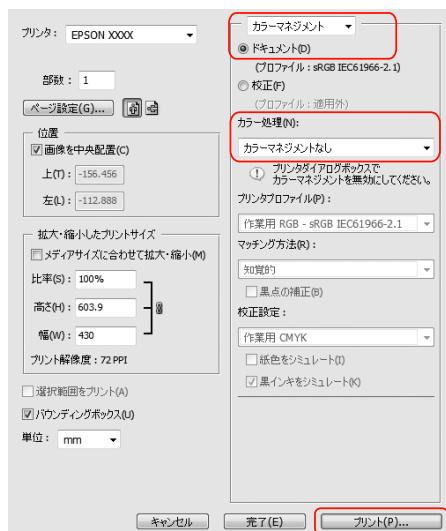 プリンタ: EPSON XXXX
部数: 1
ページ設定(G)...
位置
画像を中央配置(C)
上(T): -156.456
左(L): -112.888
拡大・縮小したプリントサイズ
メディアサイズに合わせて拡大・縮小(M)
比率(S): 100%
高さ(H): 603.9
幅(W): 430
プリント解像度: 72 PPI
選択範囲をプリント(A)
バウンディングボックス(U)
単位: mm
カラーマネジメント
ドキュメント(D)
(プロファイル: sRGB IEC61966-2.1)
校正(F)
(プロファイル: 適用外)
カラー処理(N):
カラーマネジメントなし
プリンタダイアログボックスで
カラーマネジメントを無効にしてください。
プリンタプロファイル(P):
作業用 RGB - sRGB IEC61966-2.1
マッチング方法(R):
知覚的
黒点の補正(B)
校正設定:
作業用 CMYK
紙色をシミュレート(I)
黒インキをシミュレート(K)
キャンセル
完了(E)
プリント(P)...